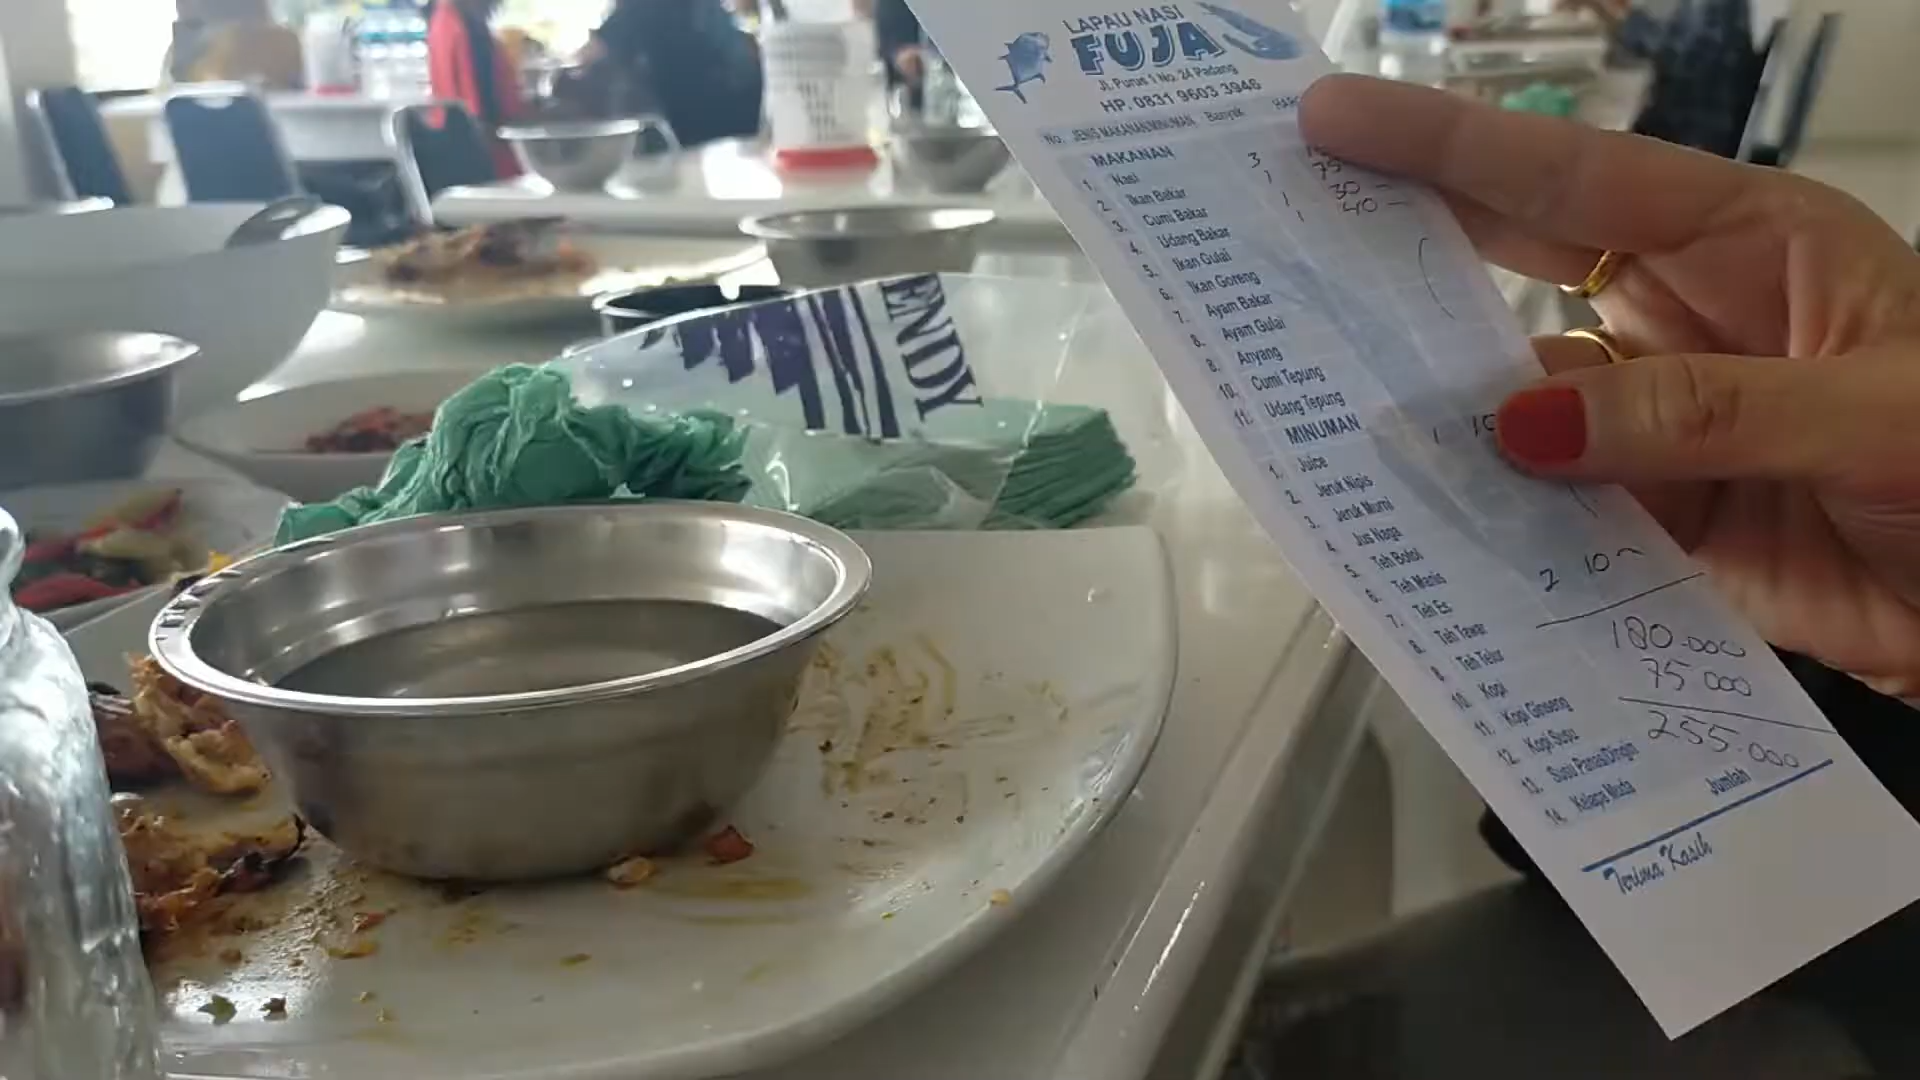 LAPAU NASI
FUJA
Jl. Purus 1 No. 24 Padang
HP. 0831 9603 3946
No. JENIS MAKANAN/MINUMAN Banyak
MAKANAN
1. Nasi 3
2. Ikan Bakar 1 75
3. Cumi Bakar 1 30 -
4. Udang Bakar 1 40 -
5. Ikan Gulai
6. Ikan Goreng
7. Ayam Bakar
8. Ayam Gulai
8. Anyang
10. Cumi Tepung
11. Udang Tepung
MINUMAN
1. Juice 1
2. Jeruk Nipis
3. Jeruk Murni
4. Jus Naga
5. Teh Botol
6. Teh Manis
7. Teh Es
8. Teh Tawar 2 10 -
9. Teh Telur
10. Kopi
11. Kopi Ginseng
12. Kopi Susu
13. Susu Panas/Dingin
14. Kelapa Muda
180.000
75 000
255.000
Jumlah
Terima Kasih
ENDY